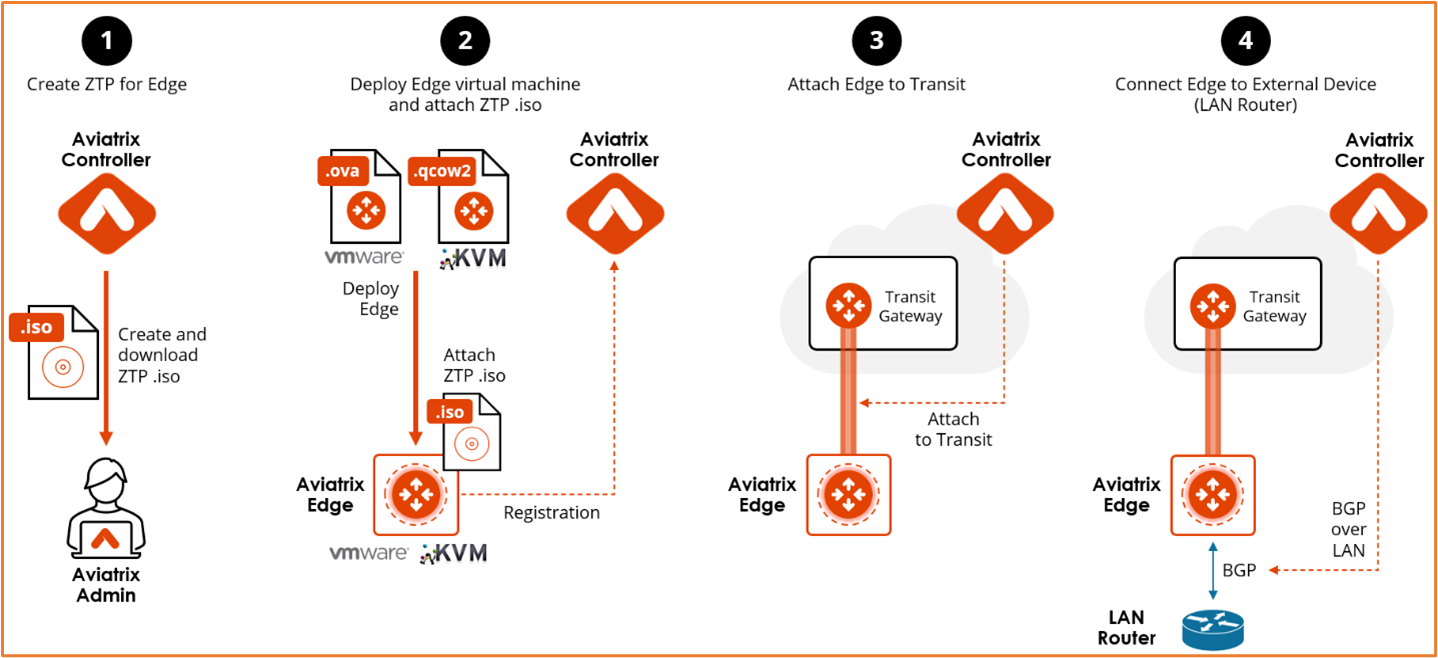 1
Create ZTP for Edge
Aviatrix
Controller
.iso
Create and
download
ZTP .iso
Aviatrix
Admin
2
Deploy Edge virtual machine
and attach ZTP .iso
.ova
.qcow2
vmware®
KVM
Aviatrix
Controller
Deploy
Edge
Attach
ZTP .iso
.iso
Aviatrix
Edge
Registration
vmware®
KVM
3
Attach Edge to Transit
Aviatrix
Controller
Transit
Gateway
Attach
to Transit
Aviatrix
Edge
4
Connect Edge to External Device
(LAN Router)
Aviatrix
Controller
Transit
Gateway
Aviatrix
Edge
BGP
over
LAN
BGP
LAN
Router